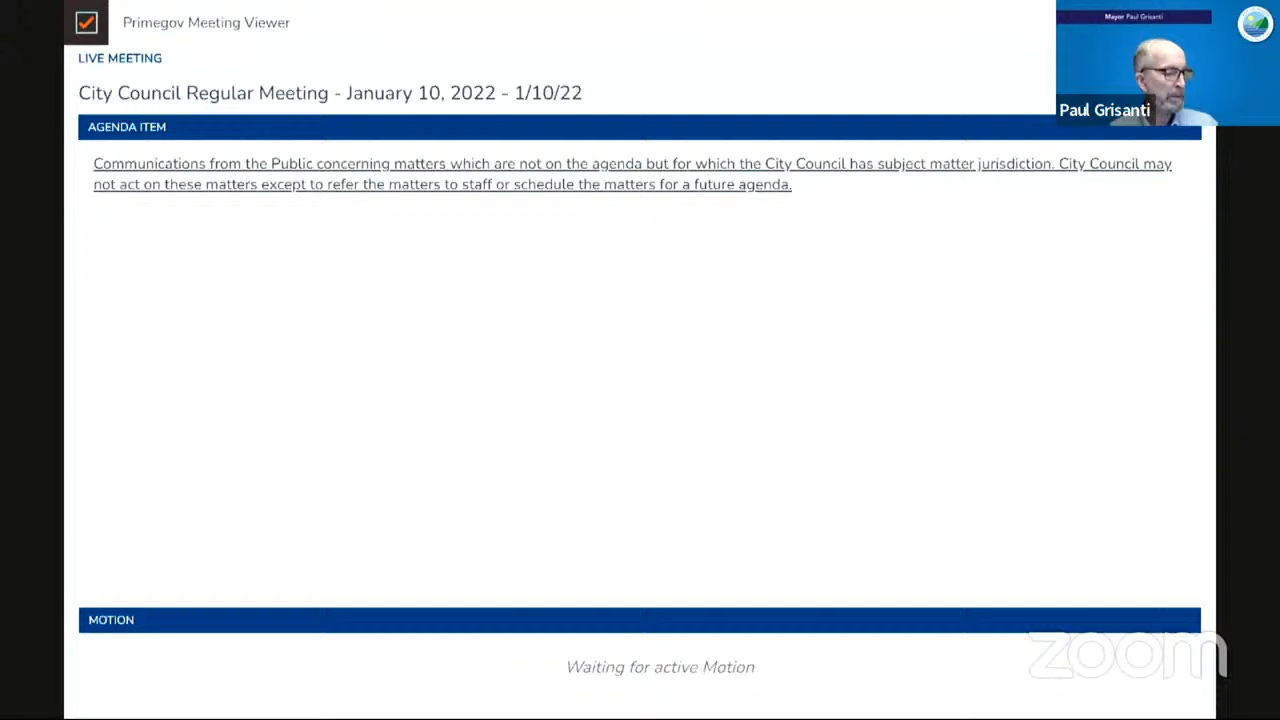 Primegov Meeting Viewer
Mayor Paul Grisanti
LIVE MEETING
City Council Regular Meeting - January 10, 2022 - 1/10/22
Paul Grisanti
AGENDA ITEM
Communications from the Public concerning matters which are not on the agenda but for which the City Council has subject matter jurisdiction. City Council may
not act on these matters except to refer the matters to staff or schedule the matters for a future agenda.
MOTION
Waiting for active Motion
zoom